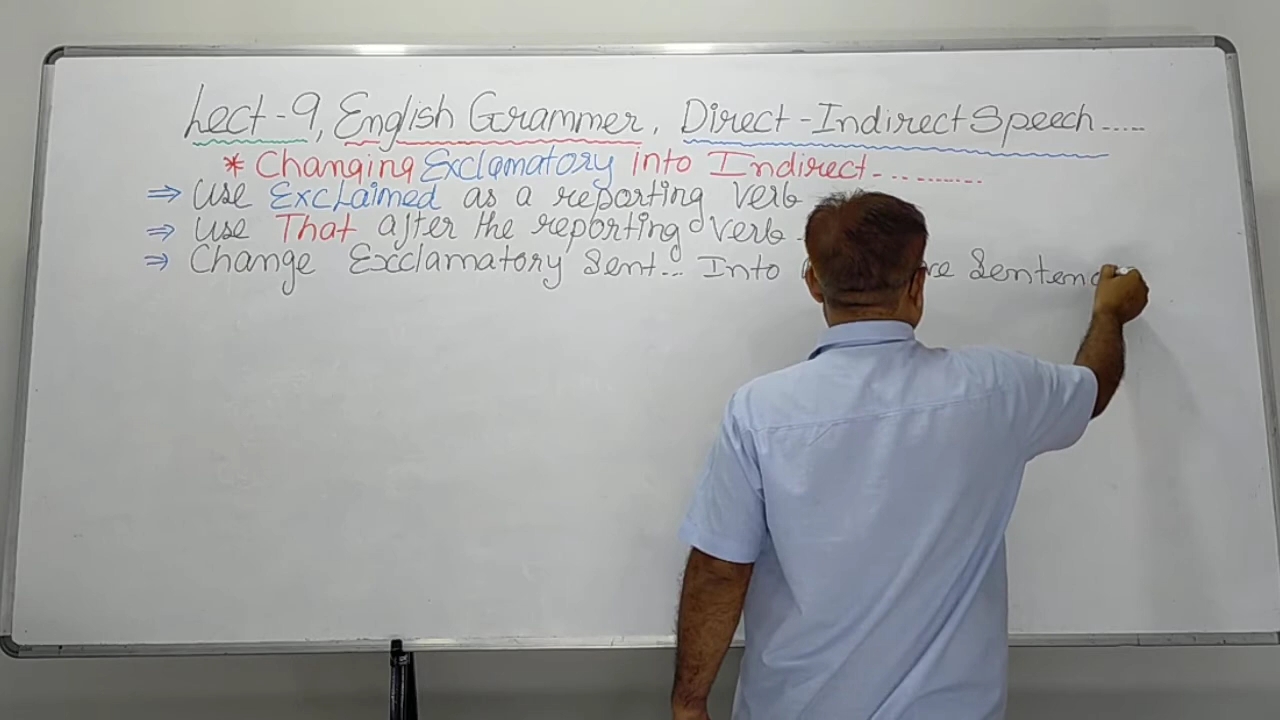 Lect-9, English Grammer, Direct-Indirect Speech.....
* Changing Exclamatory into Indirect...........
⇒ Use Exclaimed as a reporting Verb
⇒ Use That after the reporting Verb
⇒ Change Excclamatory Sent... Into Sentenc